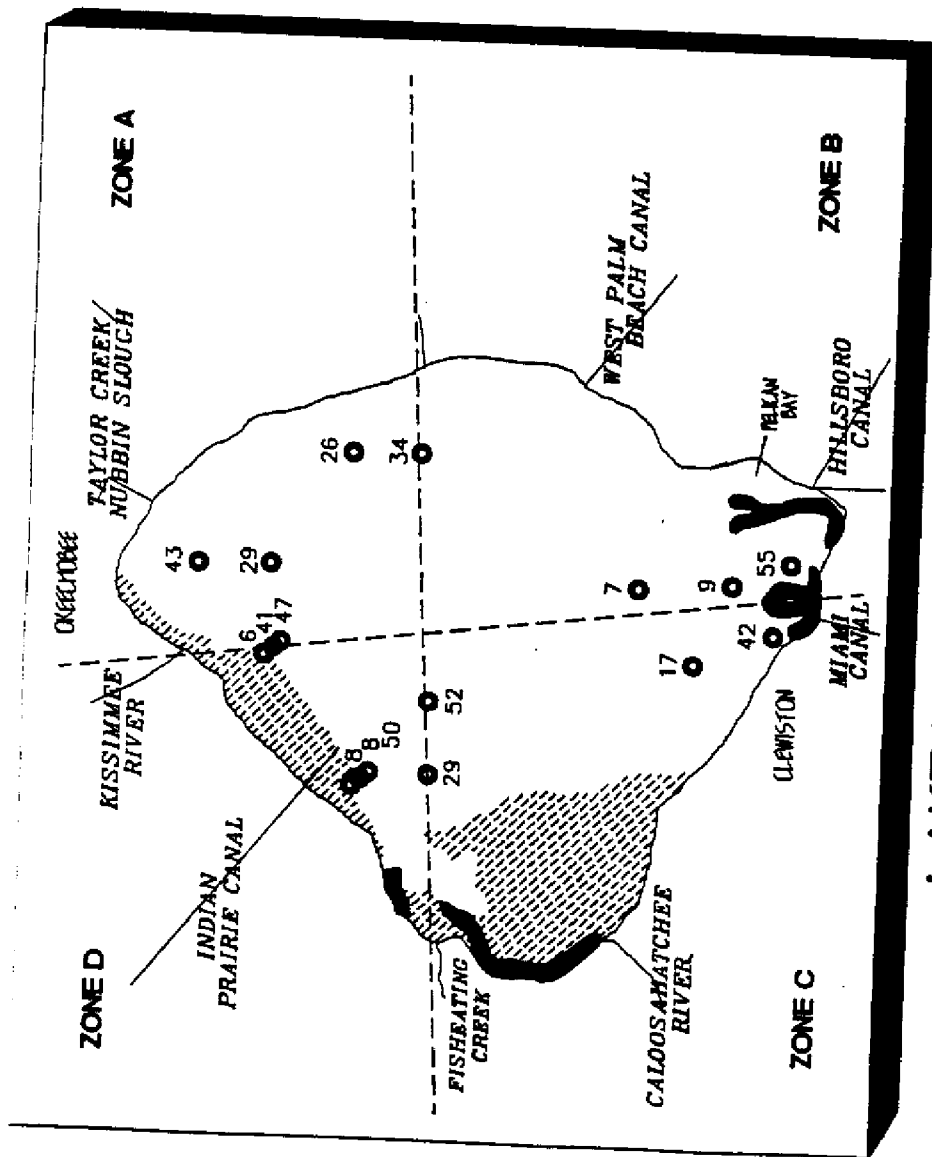 ZONE A
ZONE B
ZONE C
ZONE D
OKEECHOBEE
TAYLOR CREEK
NUBBIN SLOUGH
KISSIMMEE
RIVER
INDIAN
PRAIRIE CANAL
FISHEATING
CREEK
CALOOSAHATCHEE
RIVER
CLEWISTON
MIAMI
CANAL
HILLSBORO
CANAL
PELICAN
BAY
WEST PALM
BEACH CANAL
43
29
26
34
6
41
47
8
8
50
52
29
7
9
17
42
55